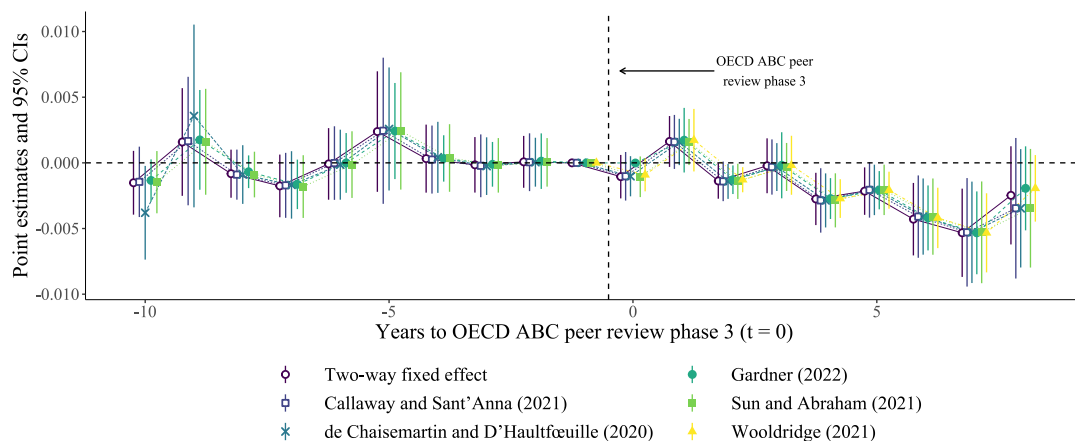 0.010
0.005
0.000
-0.005
-0.010
Point estimates and 95% CIs
OECD ABC peer
review phase 3
-10
-5
0
5
Years to OECD ABC peer review phase 3 (t = 0)
Two-way fixed effect
Callaway and Sant’Anna (2021)
de Chaisemartin and D’Haultfœuille (2020)
Gardner (2022)
Sun and Abraham (2021)
Wooldridge (2021)